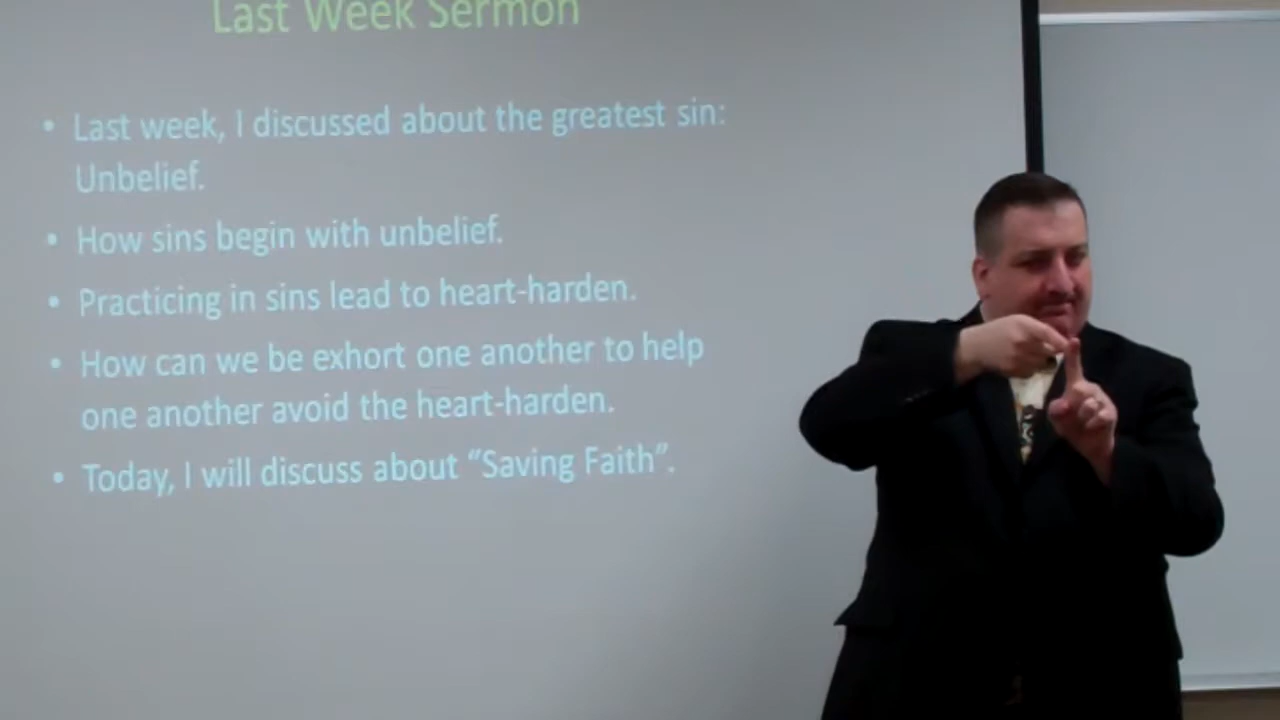 Last Week Sermon
• Last week, I discussed about the greatest sin:
Unbelief.
• How sins begin with unbelief.
• Practicing in sins lead to heart-harden.
• How can we be exhort one another to help
one another avoid the heart-harden.
• Today, I will discuss about “Saving Faith”.